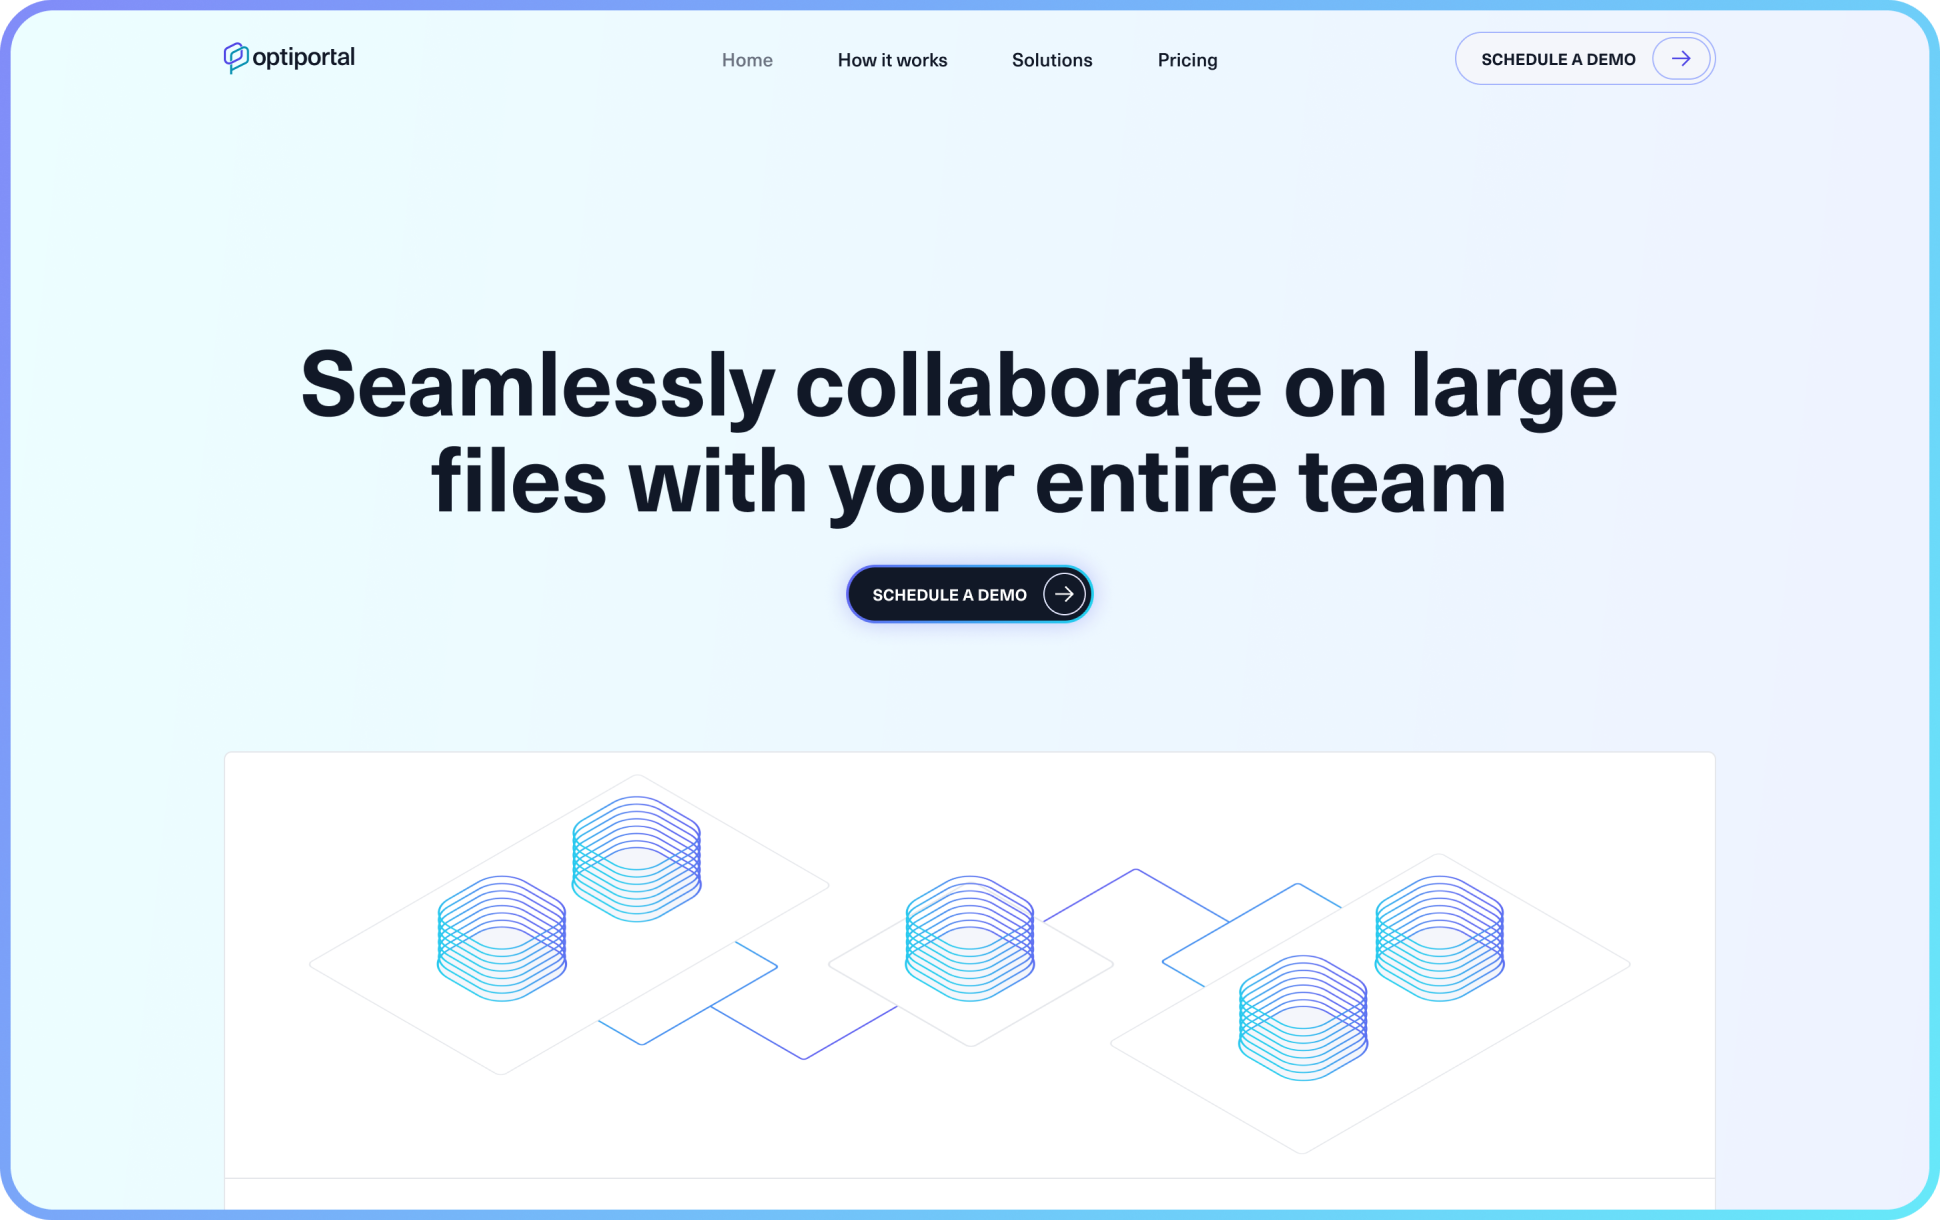 optiportal
Home
How it works
Solutions
Pricing
SCHEDULE A DEMO
Seamlessly collaborate on large
files with your entire team
SCHEDULE A DEMO